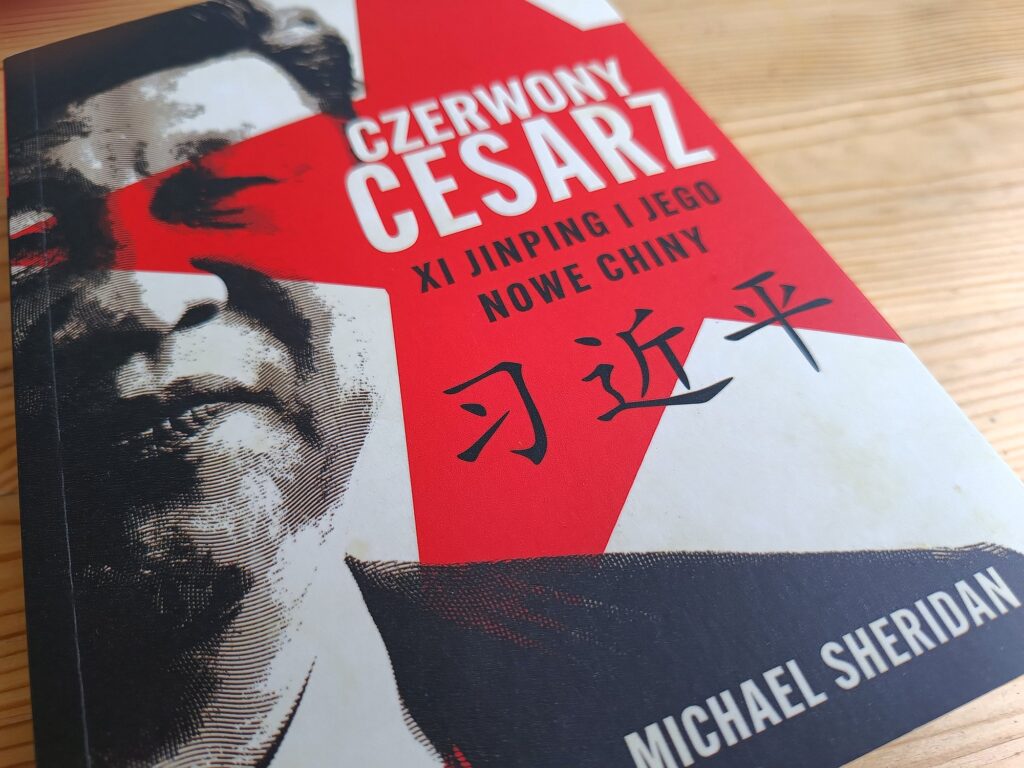 CZERWONY
CESARZ
XI JINPING I JEGO
NOWE CHINY
习近平
MICHAEL SHERIDAN